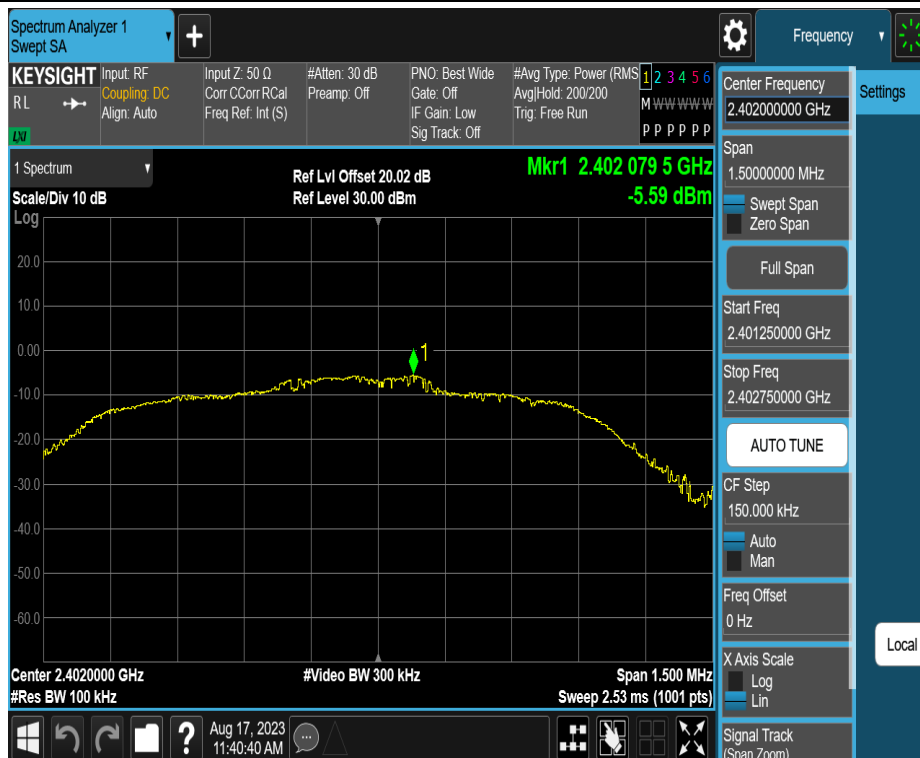 Spectrum Analyzer 1
Swept SA
+
Frequency
KEYSIGHT
R L
LXI
Input: RF
Coupling: DC
Align: Auto
Input Z: 50 Ω
Corr CCorr RCal
Freq Ref: Int (S)
#Atten: 30 dB
Preamp: Off
PNO: Best Wide
Gate: Off
IF Gain: Low
Sig Track: Off
#Avg Type: Power (RMS
Avg|Hold: 200/200
Trig: Free Run
1 2 3 4 5 6
M W W W W W
P P P P P P
1 Spectrum
Scale/Div 10 dB
Log
Ref Lvl Offset 20.02 dB
Ref Level 30.00 dBm
Mkr1 2.402 079 5 GHz
-5.59 dBm
20.0
10.0
0.00
-10.0
-20.0
-30.0
-40.0
-50.0
-60.0
1
Center 2.4020000 GHz
#Res BW 100 kHz
#Video BW 300 kHz
Span 1.500 MHz
Sweep 2.53 ms (1001 pts)
Center Frequency
2.402000000 GHz
Settings
Span
1.50000000 MHz
Swept Span
Zero Span
Full Span
Start Freq
2.401250000 GHz
Stop Freq
2.402750000 GHz
AUTO TUNE
CF Step
150.000 kHz
Auto
Man
Freq Offset
0 Hz
X Axis Scale
Log
Lin
Local
Signal Track
(Span Zoom)
?
Aug 17, 2023
11:40:40 AM